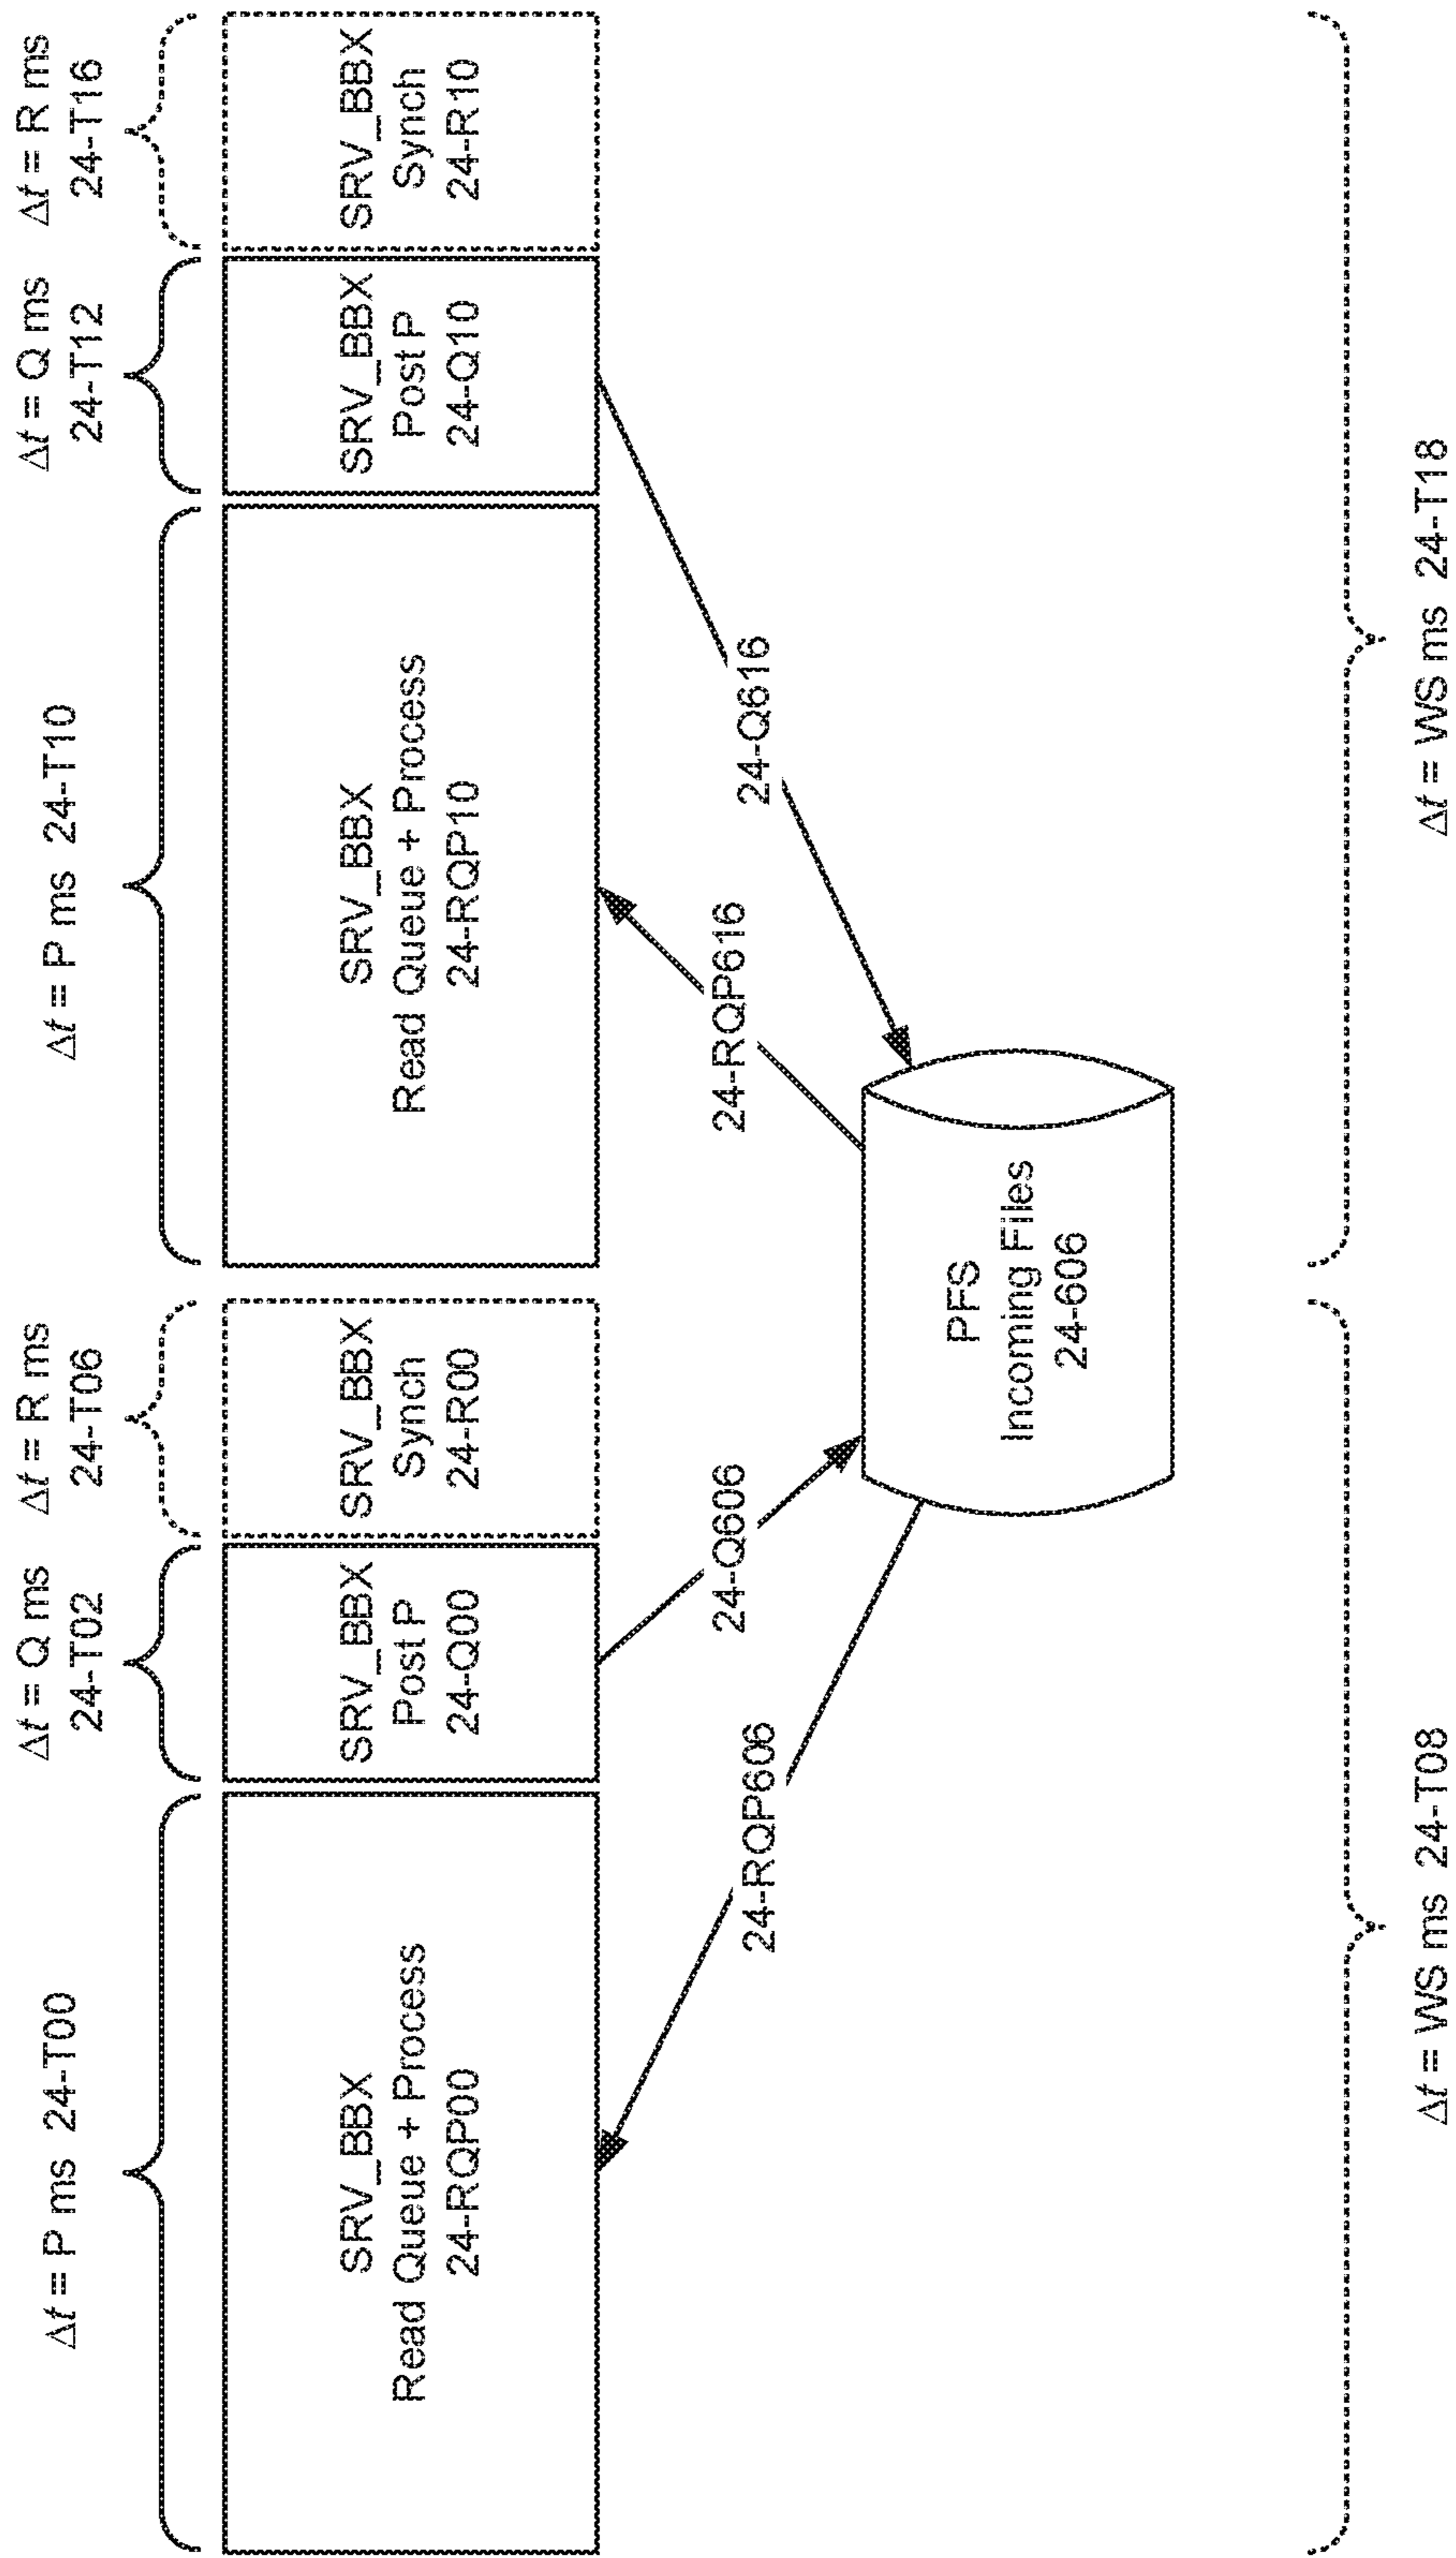 Δt = P ms 24-T00
Δt = Q ms
24-T02
Δt = R ms
24-T06
Δt = P ms 24-T10
Δt = Q ms
24-T12
Δt = R ms
24-T16
SRV_BBX
Read Queue + Process
24-RQP00
SRV_BBX
Post P
24-Q00
SRV_BBX
Synch
24-R00
SRV_BBX
Read Queue + Process
24-RQP10
SRV_BBX
Post P
24-Q10
SRV_BBX
Synch
24-R10
24-RQP606
24-Q606
24-RQP616
24-Q616
PFS
Incoming Files
24-606
Δt = WS ms 24-T08
Δt = WS ms 24-T18